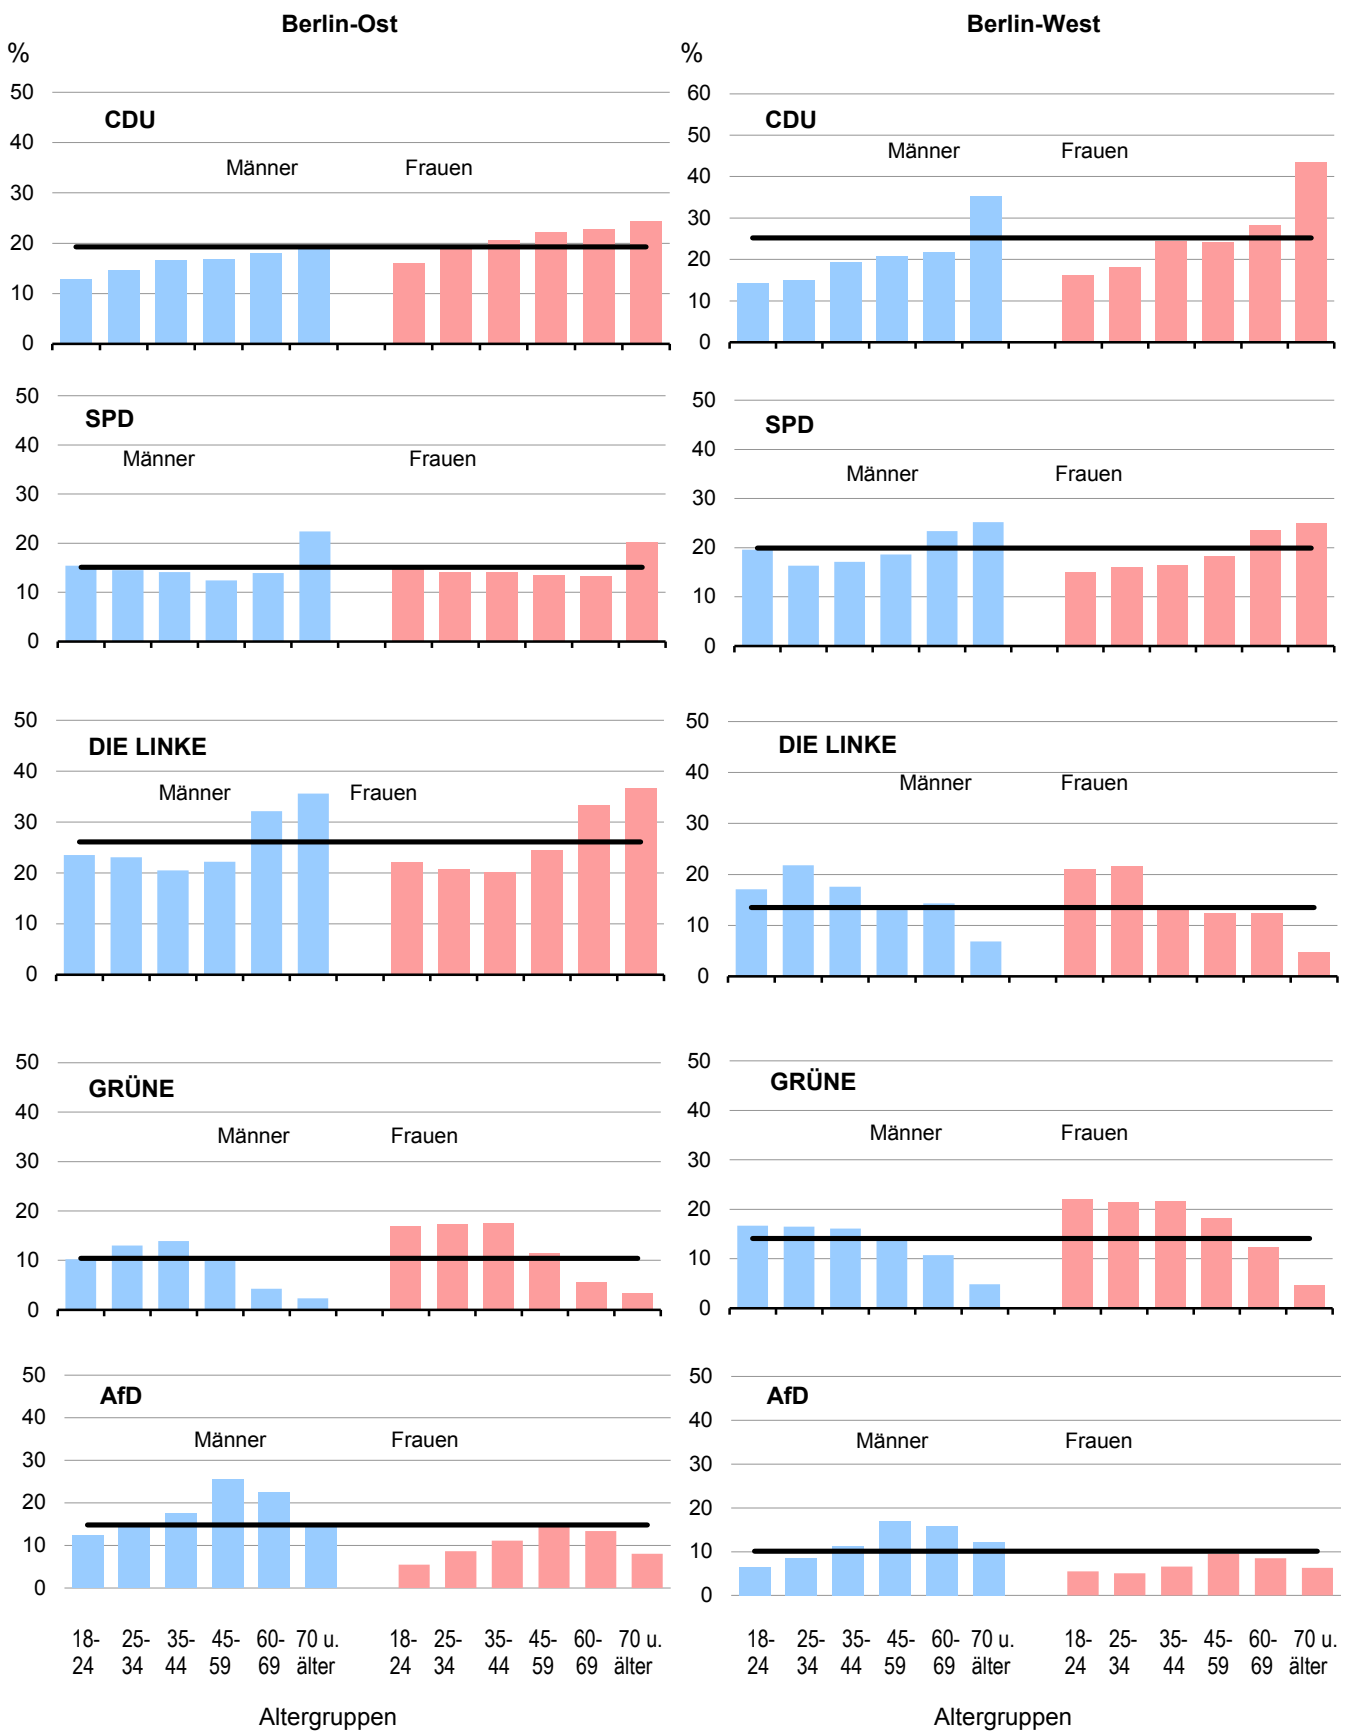 Berlin-Ost
%
50
40
30
20
10
0
CDU
Männer Frauen
50
40
30
20
10
0
SPD
Männer Frauen
50
40
30
20
10
0
DIE LINKE
Männer Frauen
50
40
30
20
10
0
GRÜNE
Männer Frauen
50
40
30
20
10
0
AfD
Männer Frauen
18- 25- 35- 45- 60- 70 u. 18- 25- 35- 45- 60- 70 u.
24 34 44 59 69 älter 24 34 44 59 69 älter
Altergruppen
Berlin-West
%
60
50
40
30
20
10
0
CDU
Männer Frauen
50
40
30
20
10
0
SPD
Männer Frauen
50
40
30
20
10
0
DIE LINKE
Männer Frauen
50
40
30
20
10
0
GRÜNE
Männer Frauen
50
40
30
20
10
0
AfD
Männer Frauen
18- 25- 35- 45- 60- 70 u. 18- 25- 35- 45- 60- 70 u.
24 34 44 59 69 älter 24 34 44 59 69 älter
Altergruppen